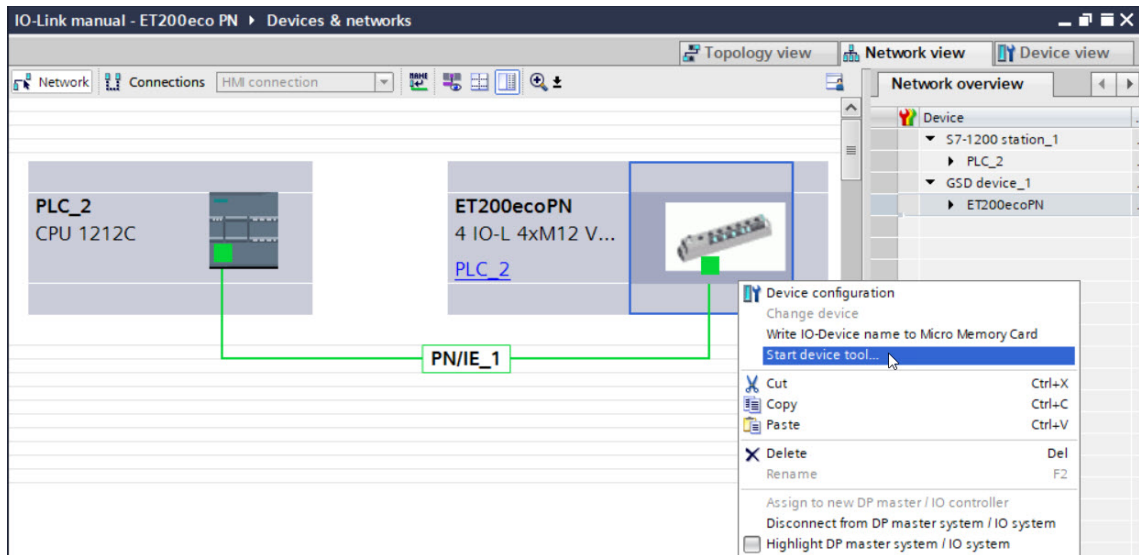 IO-Link manual - ET200eco PN ▸ Devices & networks
Topology view
Network view
Device view
Network
Connections
HMI connection
Network overview
Device
S7-1200 station_1
PLC_2
GSD device_1
ET200ecoPN
PLC_2
CPU 1212C
ET200ecoPN
4 IO-L 4xM12 V...
PLC_2
PN/IE_1
Device configuration
Change device
Write IO-Device name to Micro Memory Card
Start device tool...
Cut Ctrl+X
Copy Ctrl+C
Paste Ctrl+V
Delete Del
Rename F2
Assign to new DP master / IO controller
Disconnect from DP master system / IO system
Highlight DP master system / IO system